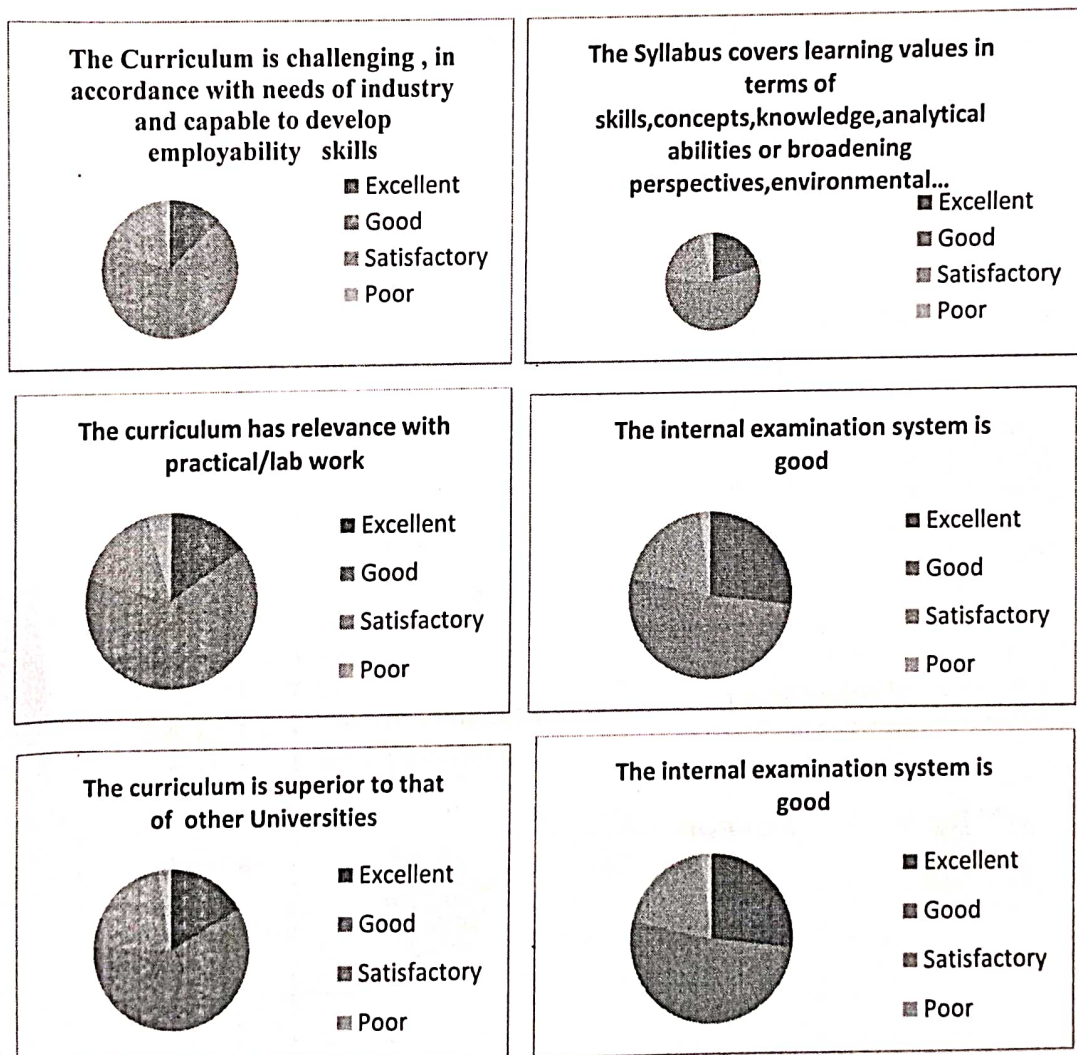 The Curriculum is challenging , in
accordance with needs of industry
and capable to develop
employability skills
Excellent
Good
Satisfactory
Poor
The Syllabus covers learning values in
terms of
skills,concepts,knowledge,analytical
abilities or broadening
perspectives,environmental...
Excellent
Good
Satisfactory
Poor
The curriculum has relevance with
practical/lab work
Excellent
Good
Satisfactory
Poor
The internal examination system is
good
Excellent
Good
Satisfactory
Poor
The curriculum is superior to that
of other Universities
Excellent
Good
Satisfactory
Poor
The internal examination system is
good
Excellent
Good
Satisfactory
Poor